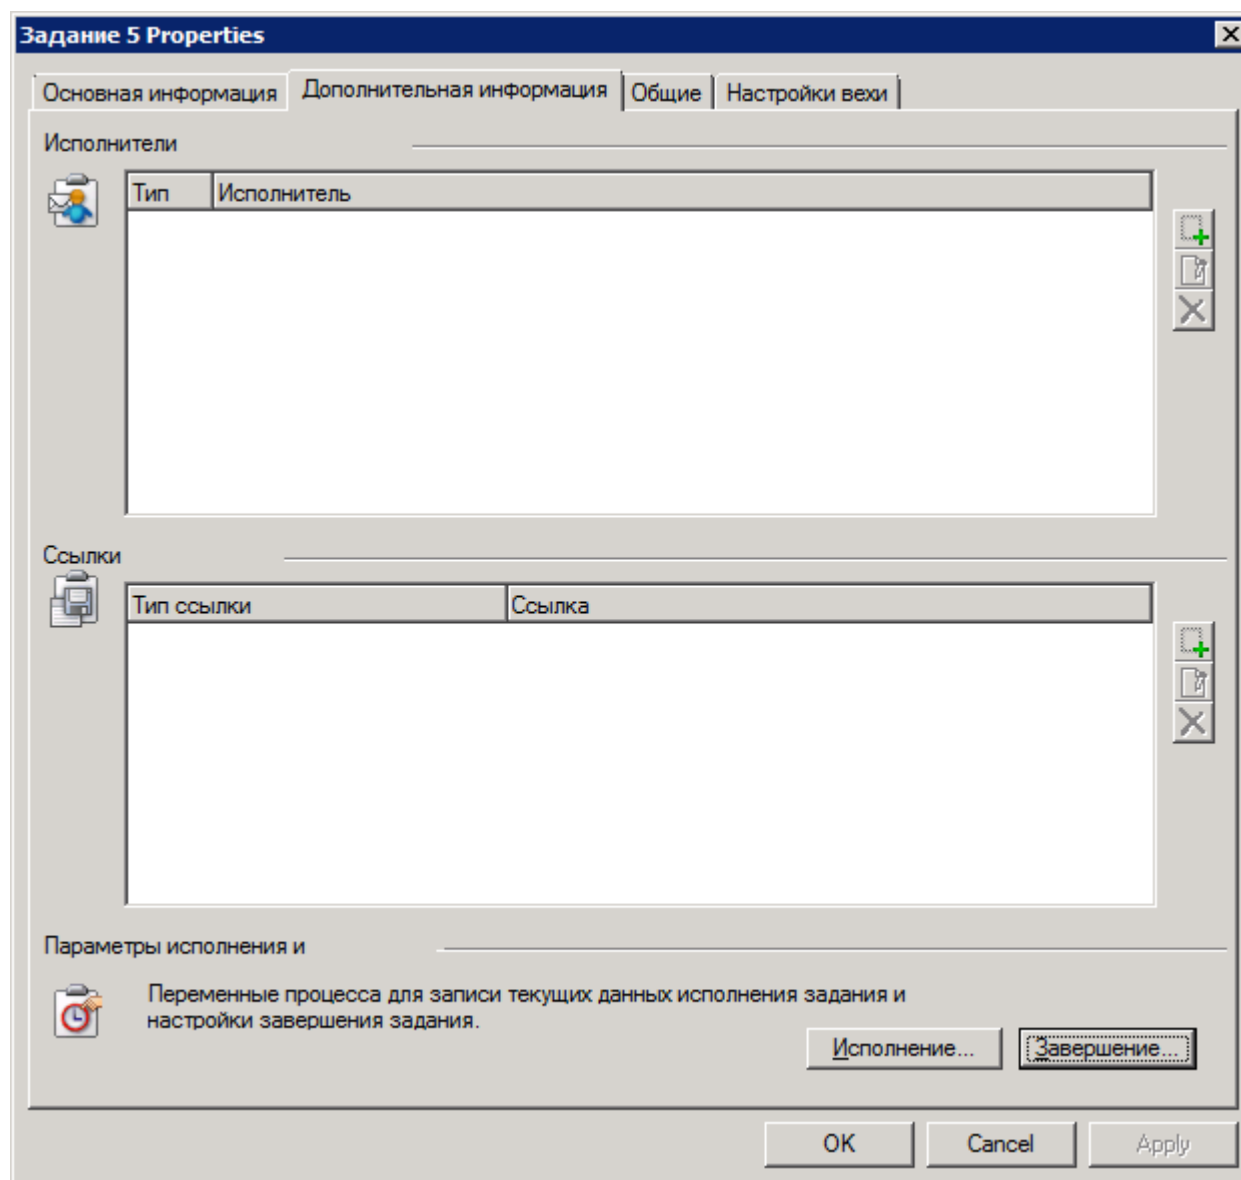 Задание 5 Properties
Основная информация Дополнительная информация Общие Настройки вехи
Исполнители
Тип Исполнитель
Ссылки
Тип ссылки Ссылка
Параметры исполнения и
Переменные процесса для записи текущих данных исполнения задания и
настройки завершения задания.
Исполнение... Завершение...
OK Cancel Apply